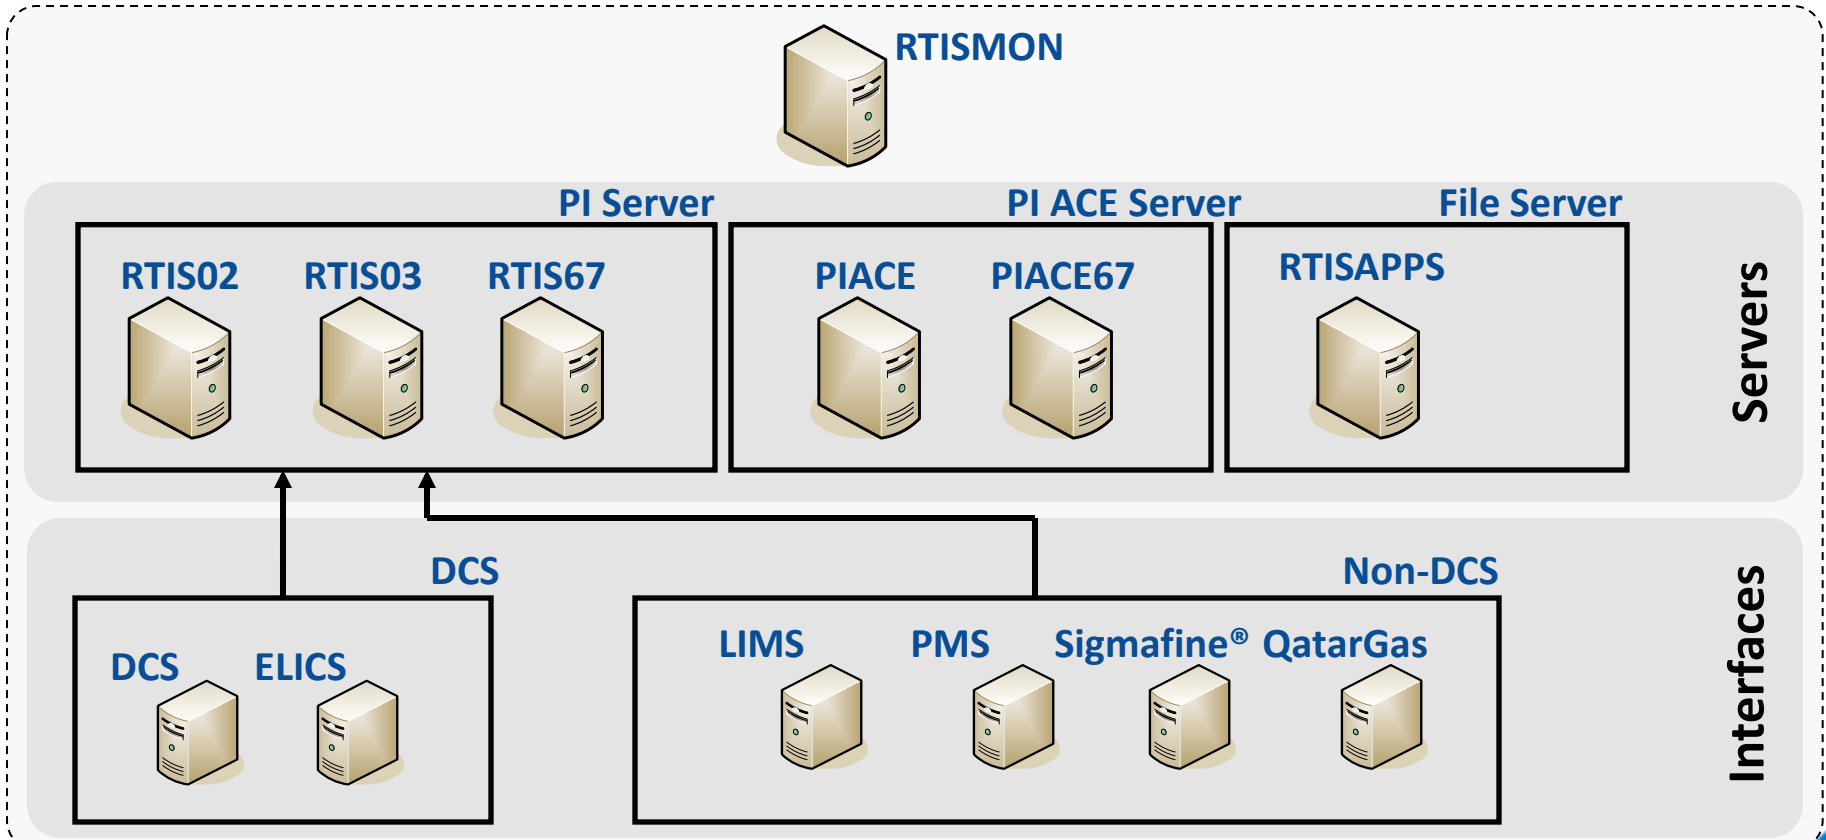 RTISMON
PI Server
PI ACE Server
File Server
RTIS02
RTIS03
RTIS67
PIACE
PIACE67
RTISAPPS
Servers
DCS
Non-DCS
DCS
ELICS
LIMS
PMS
Sigmafine®
QatarGas
Interfaces